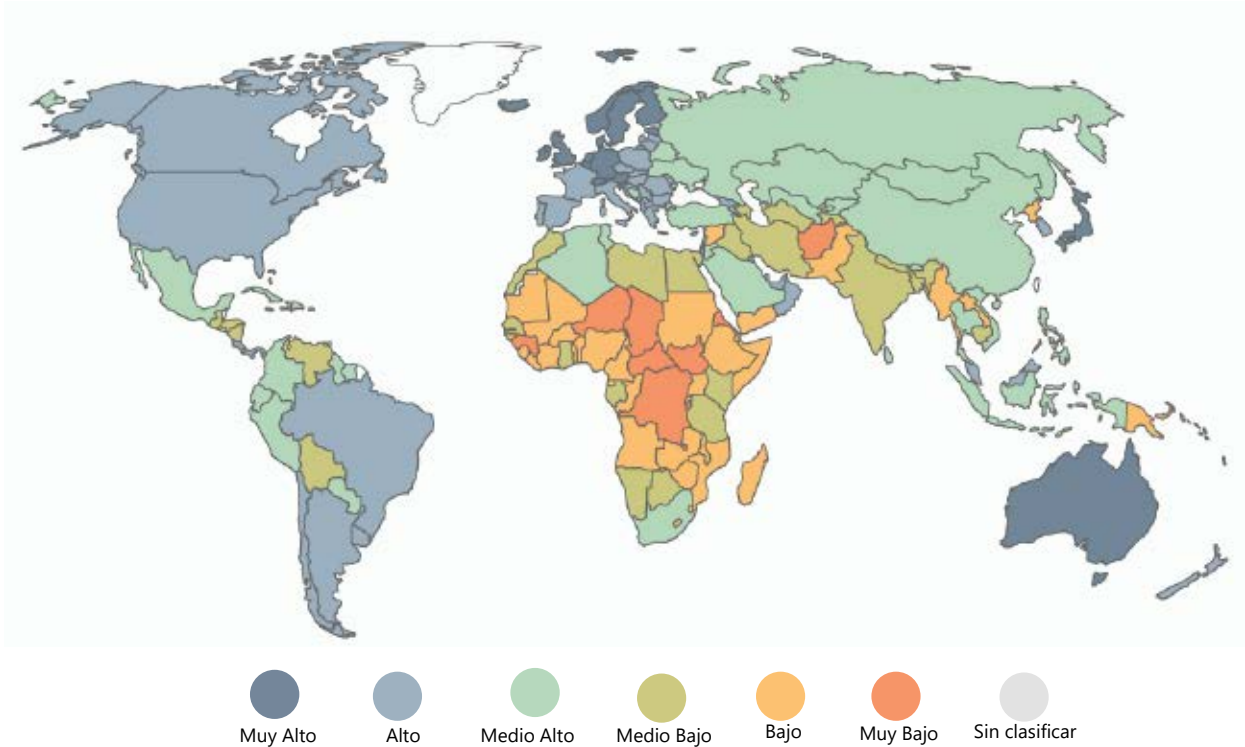 Muy Alto
Alto
Medio Alto
Medio Bajo
Bajo
Muy Bajo
Sin clasificar